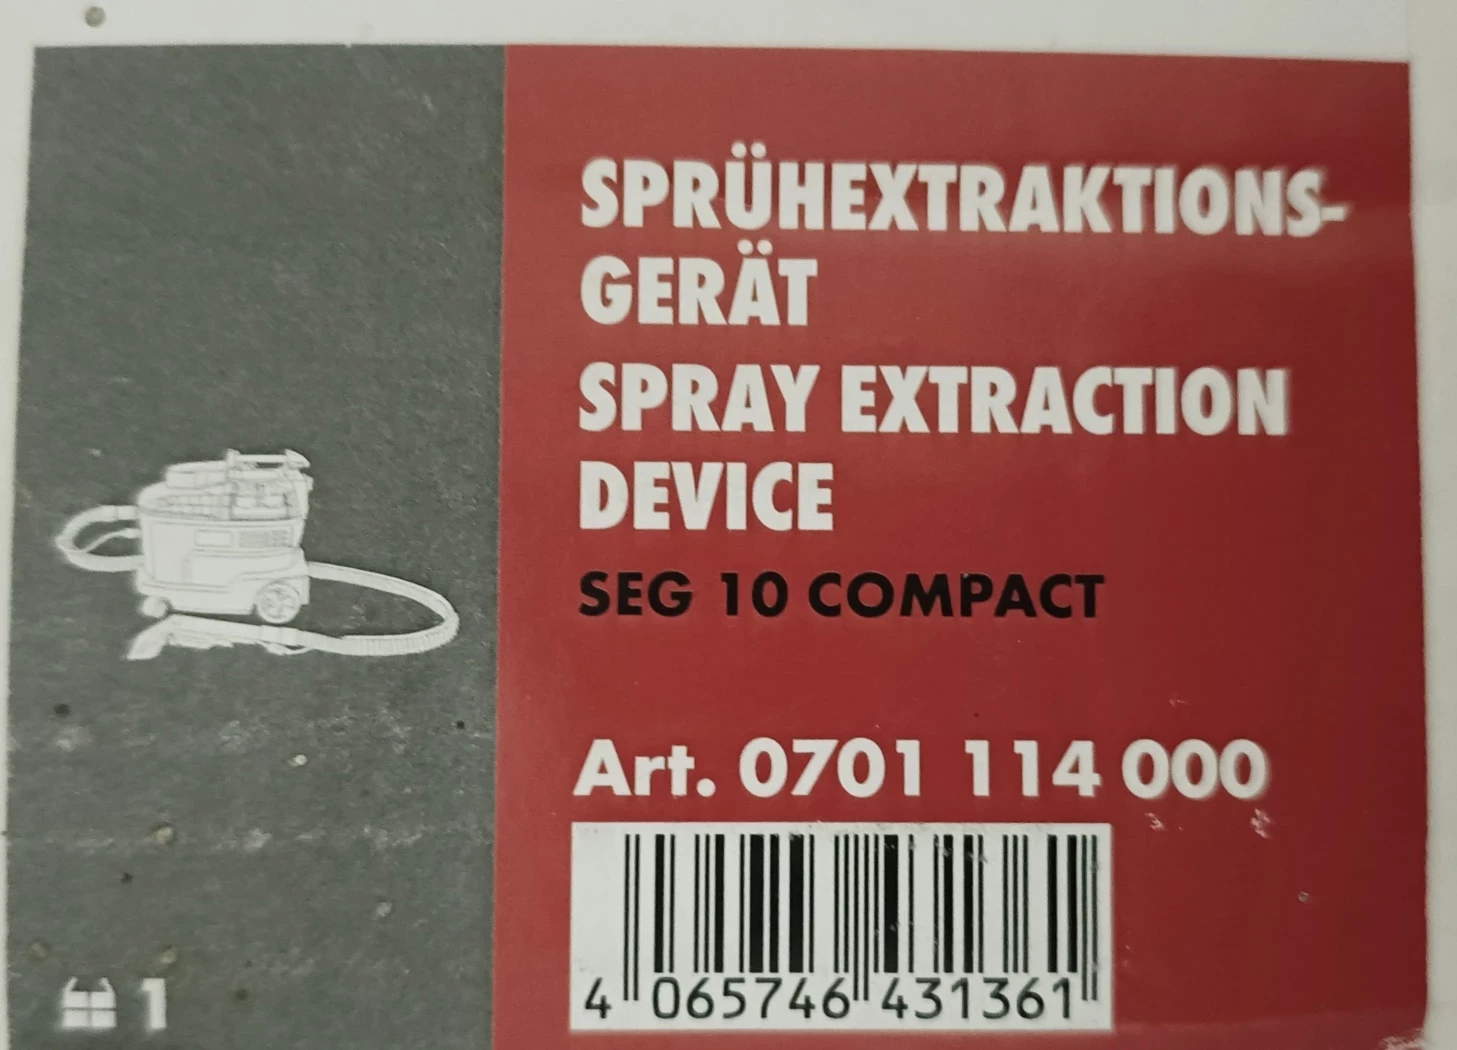 SPRÜHEXTRAKTIONS-
GERÄT
SPRAY EXTRACTION
DEVICE
SEG 10 COMPACT
Art. 0701 114 000
4 065746 431361
1